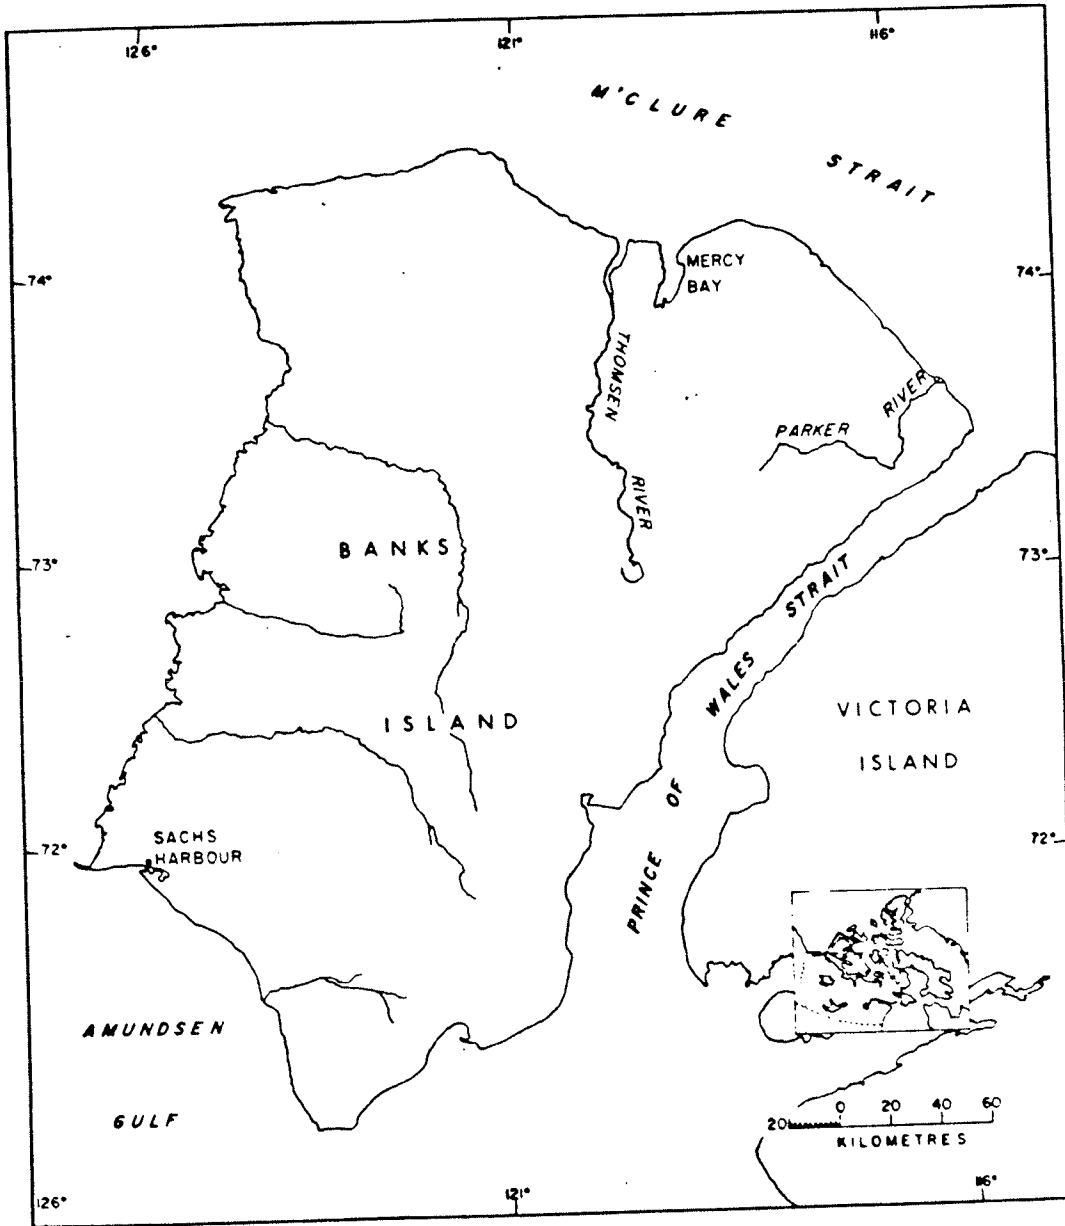 126°
121°
116°
M'CLURE
STRAIT
74°
MERCY
BAY
74°
THOMSEN
RIVER
PARKER
RIVER
BANKS
73°
73°
ISLAND
PRINCE OF WALES STRAIT
VICTORIA
ISLAND
SACHS
HARBOUR
72°
72°
AMUNDSEN
GULF
20 0 20 40 60
KILOMETRES
126°
121°
116°